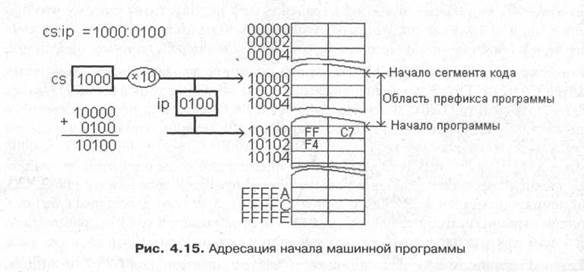 cs:ip =1000:0100
00000
00002
00004
cs 1000 ×10
ip 0100
10000
+ 0100
10100
10000
10002
10004
Начало сегмента кода
Область префикса программы
Начало программы
10100 FF C7
10102 F4
10104
FFFFA
FFFFC
FFFFE
Рис. 4.15. Адресация начала машинной программы